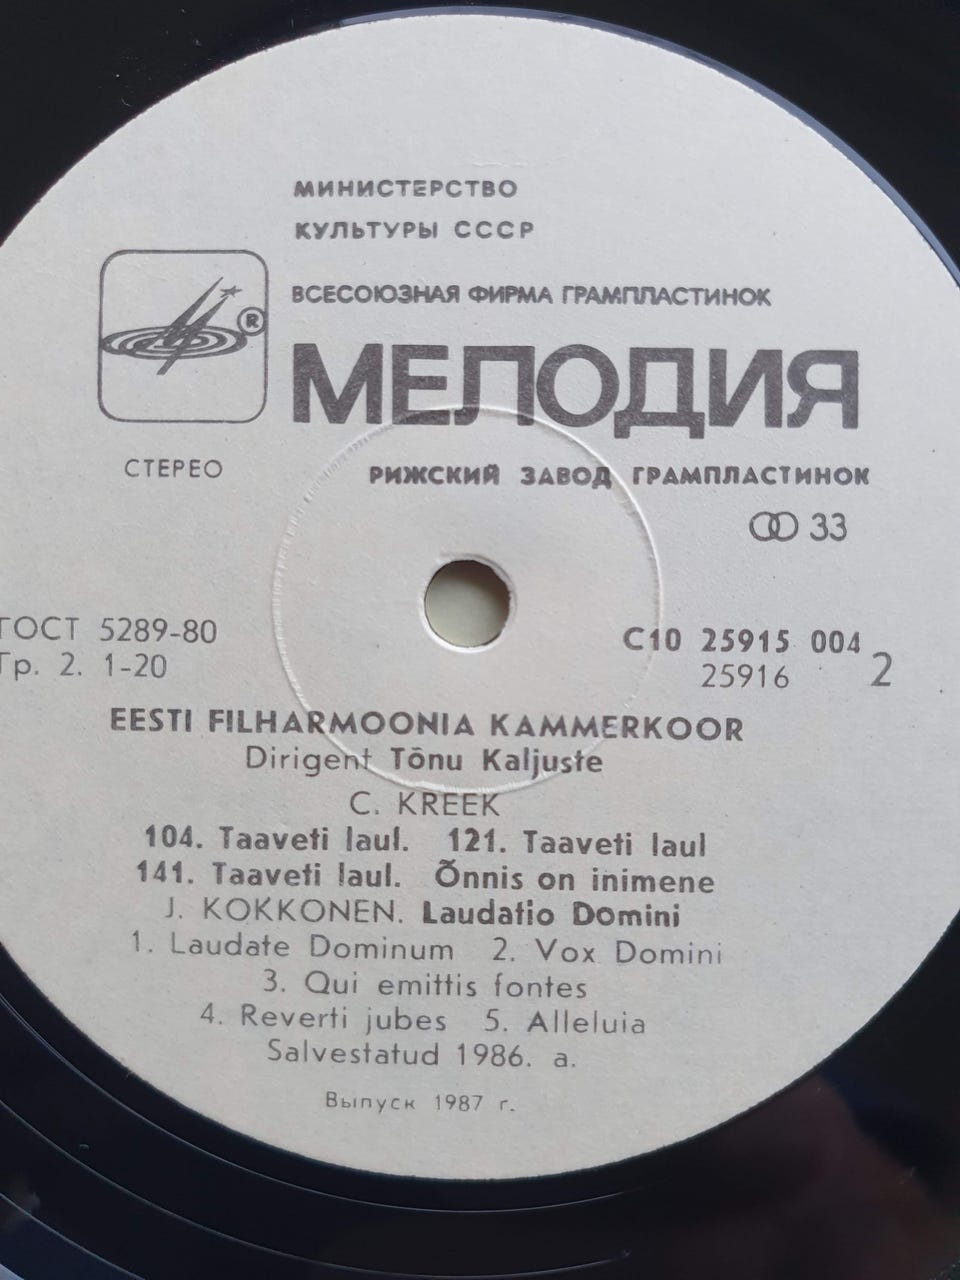 МИНИСТЕРСТВО
КУЛЬТУРЫ СССР
ВСЕСОЮЗНАЯ ФИРМА ГРАМПЛАСТИНОК
®
МЕЛОДИЯ
СТЕРЕО
РИЖСКИЙ ЗАВОД ГРАМПЛАСТИНОК
33
ГОСТ 5289-80
Гр. 2. 1-20
С10 25915 004
25916
2
EESTI FILHARMOONIA KAMMERKOOR
Dirigent Tõnu Kaljuste
C. KREEK
104. Taaveti laul. 121. Taaveti laul
141. Taaveti laul. Õnnis on inimene
J. KOKKONEN. Laudatio Domini
1. Laudate Dominum 2. Vox Domini
3. Qui emittis fontes
4. Reverti jubes 5. Alleluia
Salvestatud 1986. a.
Выпуск 1987 г.